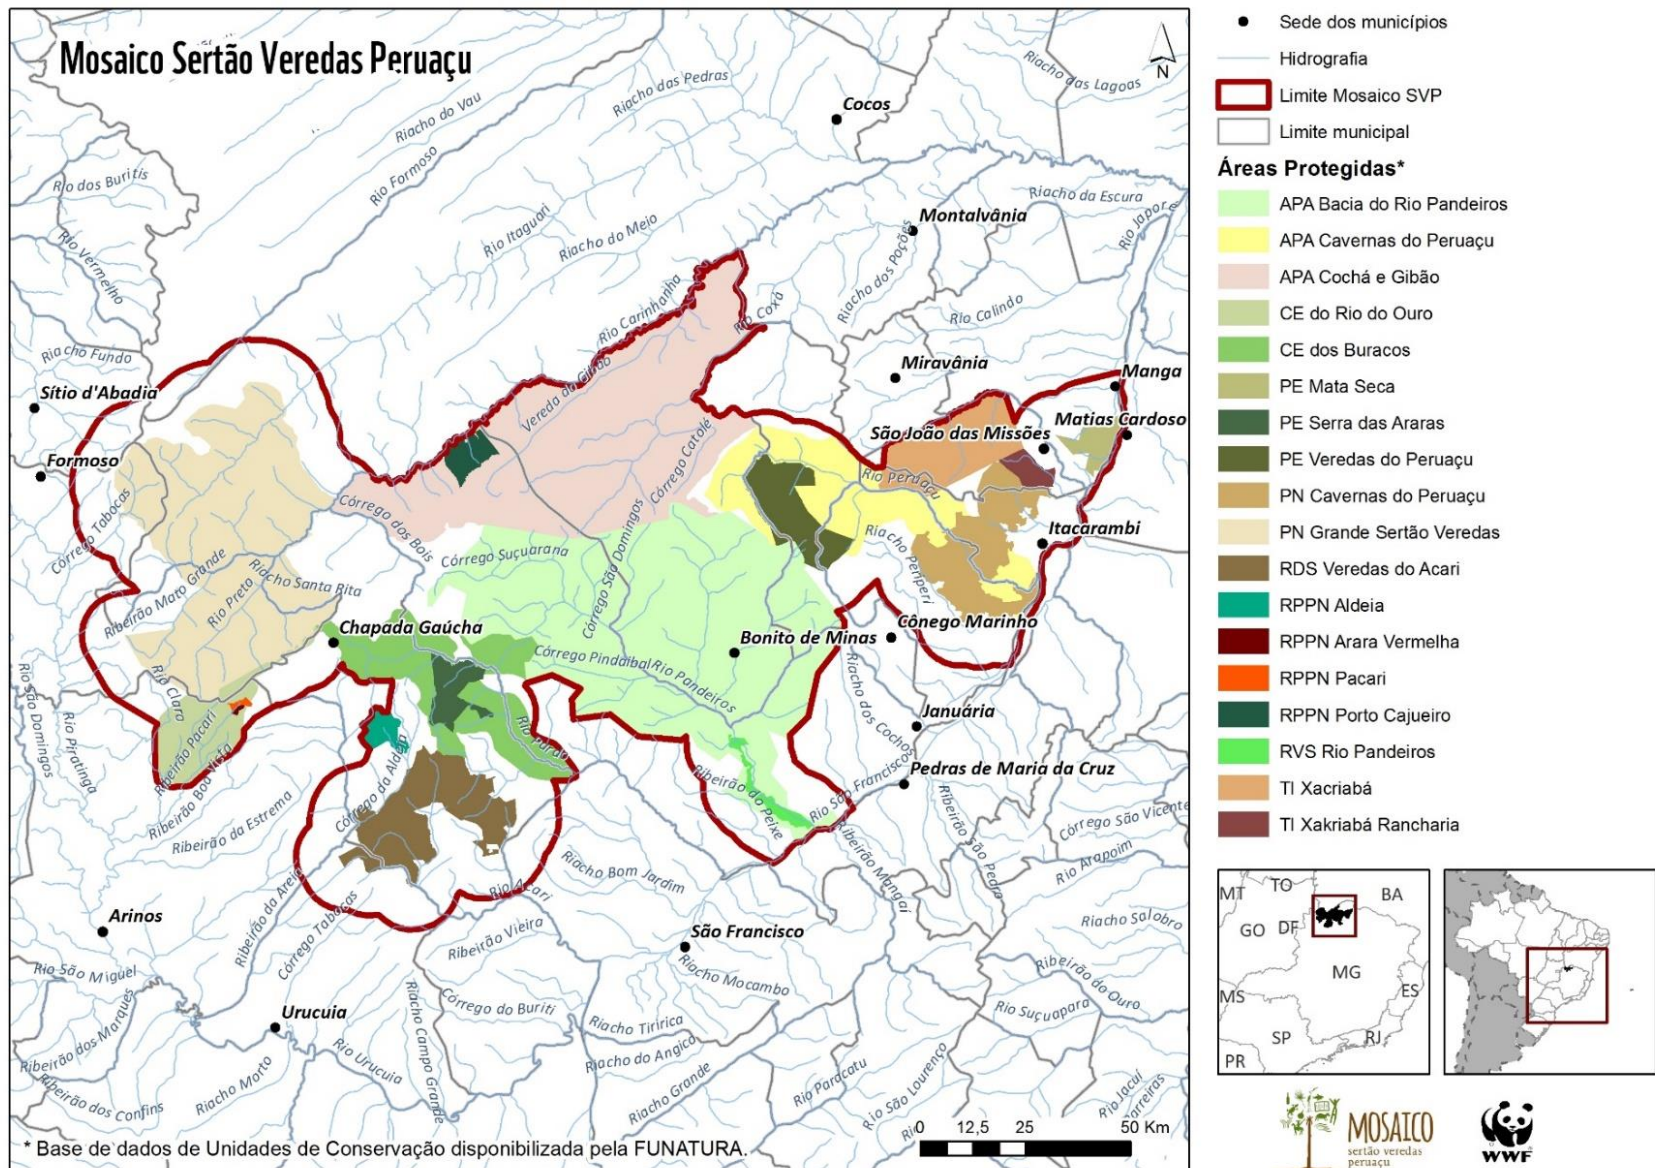 Mosaico Sertão Veredas Peruaçu
N
Riacho das Pedras
Riacho do Vau
Rio Formoso
Cocos
Riacho das Lagoas
Rio dos Buritis
Rio Vermelho
Rio Itaguari
Riacho do Meio
Montalvânia
Riacho da Escura
Rio Japoré
Riacho dos Poções
Rio Carinhanha
Rio Coxá
Rio Calindo
Riacho Fundo
Sítio d'Abadia
Vereda do Gibão
Miravânia
Manga
Matias Cardoso
São João das Missões
Formoso
Córrego Catolé
Rio Peruaçu
Córrego Tabocas
Córrego dos Bois
Córrego Suçuarana
Córrego São Domingos
Itacarambi
Riacho Periperi
Ribeirão Mato Grande
Riacho Santa Rita
Rio Preto
Chapada Gaúcha
Córrego Pindaibal
Rio Pandeiros
Bonito de Minas
Cônego Marinho
Rio São Domingos
Rio Piratinga
Rio Clara
Ribeirão Pacari
Ribeirão Boa Vista
Rio Pardo
Riacho dos Cochos
Januária
Ribeirão da Estrema
Córrego da Aldeia
Ribeirão do Peixe
Rio São Francisco
Pedras de Maria da Cruz
Ribeirão Mangaí
Ribeirão São Pedro
Córrego São Vicente
Rio Arapoim
Riacho Bom Jardim
Rio Acari
Arinos
Ribeirão da Areia
Córrego Tabocas
Ribeirão Vieira
São Francisco
Riacho Mocambo
Riacho Salobro
Ribeirão do Ouro
Rio São Miguel
Ribeirão dos Marques
Urucuia
Riacho Campo Grande
Córrego do Buriti
Riacho Tiririca
Rio Suçuapara
Rio Urucuia
Riacho do Angico
Riacho Morto
Ribeirão dos Confins
Riacho Grande
Rio Paracatu
Rio São Lourenço
Rio Jacaí
0 12,5 25 50 Km
* Base de dados de Unidades de Conservação disponibilizada pela FUNATURA.
Sede dos municípios
Hidrografia
Limite Mosaico SVP
Limite municipal
Áreas Protegidas*
APA Bacia do Rio Pandeiros
APA Cavernas do Peruaçu
APA Cochá e Gibão
CE do Rio do Ouro
CE dos Buracos
PE Mata Seca
PE Serra das Araras
PE Veredas do Peruaçu
PN Cavernas do Peruaçu
PN Grande Sertão Veredas
RDS Veredas do Acari
RPPN Aldeia
RPPN Arara Vermelha
RPPN Pacari
RPPN Porto Cajueiro
RVS Rio Pandeiros
TI Xacriabá
TI Xakriabá Rancharia
MT TO BA
GO DF
MG
MS ES
SP RJ
PR
MOSAICO
sertão veredas
peruaçu
WWF